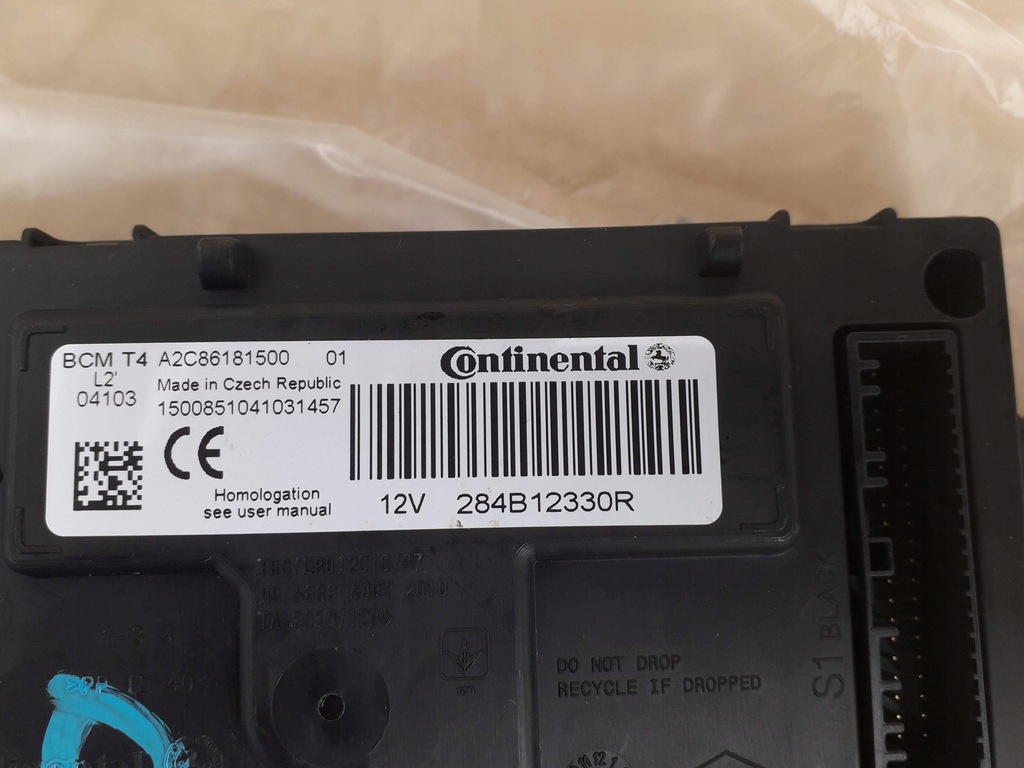 BCM T4 A2C86181500 01
Continental
L2'
04103
Made in Czech Republic
1500851041031457
CE
Homologation
see user manual
12V 284B12330R
2010
DO NOT DROP
RECYCLE IF DROPPED
S1 BLACK